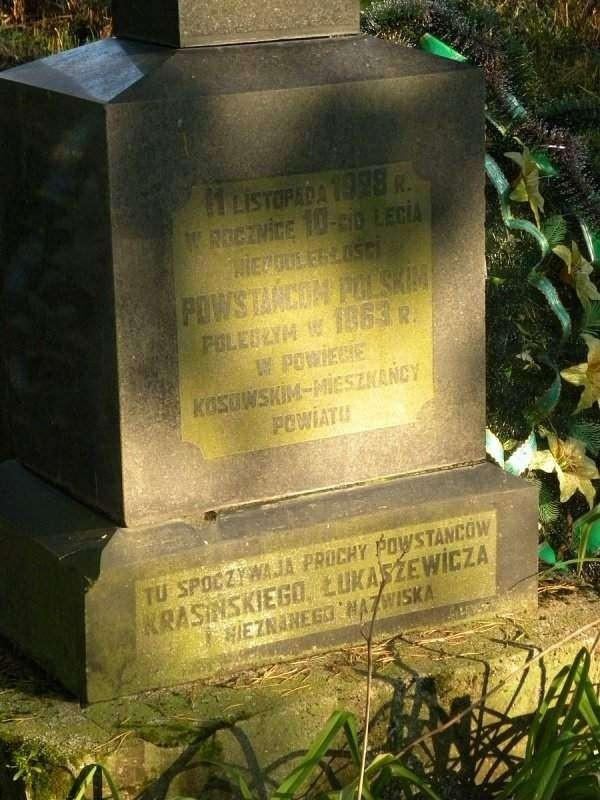 11 LISTOPADA 1928 R.
W ROCZNICĘ 10-CIO LECIA
NIEPODLEGŁOŚCI
POWSTAŃCOM POLSKIM
POLEGŁYM W 1863 R.
W POWIECIE
KOSOWSKIM-MIESZKAŃCY
POWIATU
TU SPOCZYWAJĄ PROCHY POWSTAŃCÓW
KRASIŃSKIEGO, ŁUKASZEWICZA
I NIEZNANEGO NAZWISKA